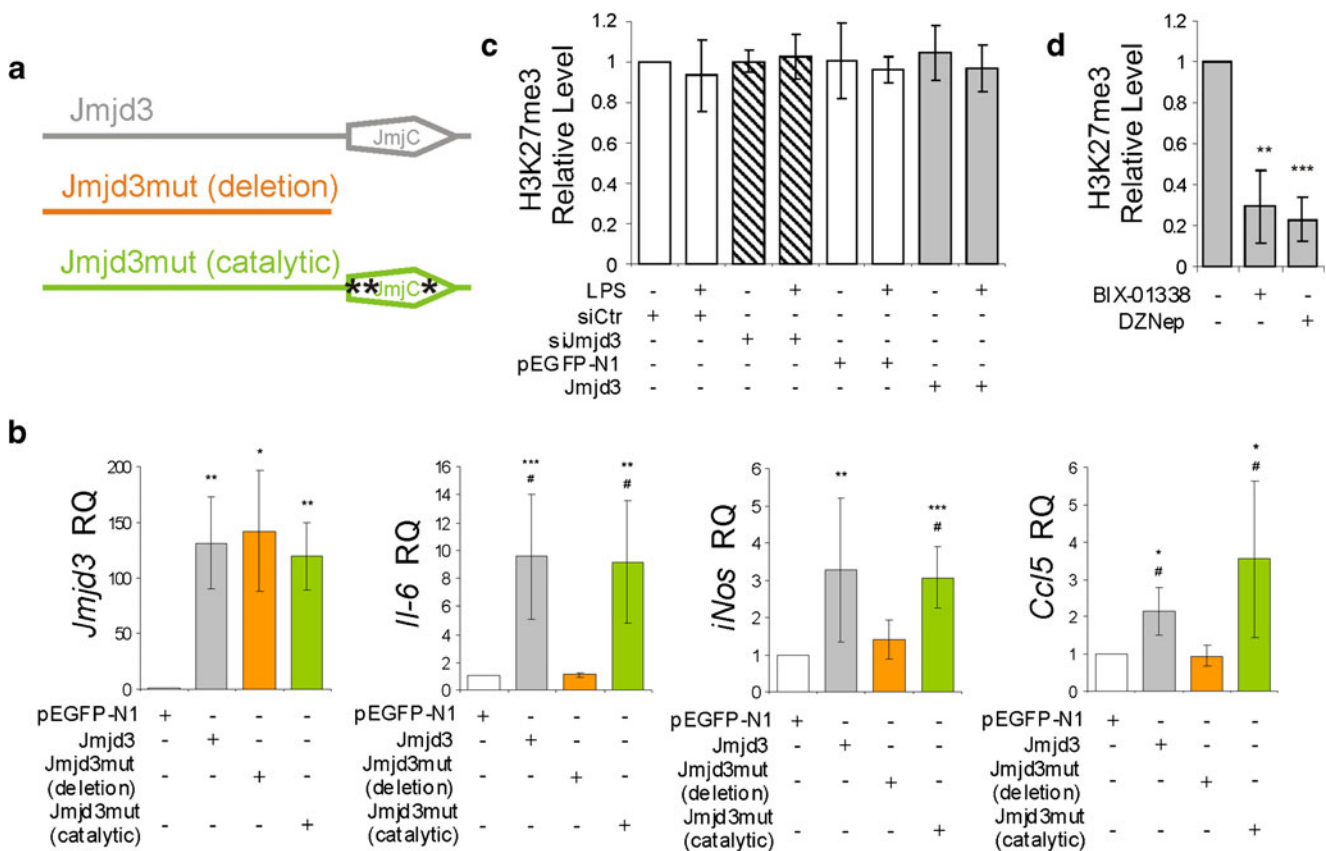 a
Jmjd3
JmjC
Jmjd3mut (deletion)
Jmjd3mut (catalytic)
**JmjC*
c
H3K27me3
Relative Level
1.2
1
0.8
0.6
0.4
0.2
0
LPS - + - + - + - +
siCtr + + - - - - - -
siJmjd3 - - + + - - - -
pEGFP-N1 - - - - + + - -
Jmjd3 - - - - - - + +
d
H3K27me3
Relative Level
1.2
1
0.8
0.6
0.4
0.2
0
**
***
BIX-01338 - + -
DZNep - - +
b
Jmjd3 RQ
200
150
100
50
0
**
*
**
pEGFP-N1 + - - -
Jmjd3 - + - -
Jmjd3mut
(deletion) - - + -
Jmjd3mut
(catalytic) - - - +
Il-6 RQ
16
14
12
10
8
6
4
2
0
***
#
**
#
pEGFP-N1 + - - -
Jmjd3 - + - -
Jmjd3mut
(deletion) - - + -
Jmjd3mut
(catalytic) - - - +
iNos RQ
6
5
4
3
2
1
0
**
***
#
pEGFP-N1 + - - -
Jmjd3 - + - -
Jmjd3mut
(deletion) - - + -
Jmjd3mut
(catalytic) - - - +
Ccl5 RQ
6
5
4
3
2
1
0
*
#
*
#
pEGFP-N1 + - - -
Jmjd3 - + - -
Jmjd3mut
(deletion) - - + -
Jmjd3mut
(catalytic) - - - +